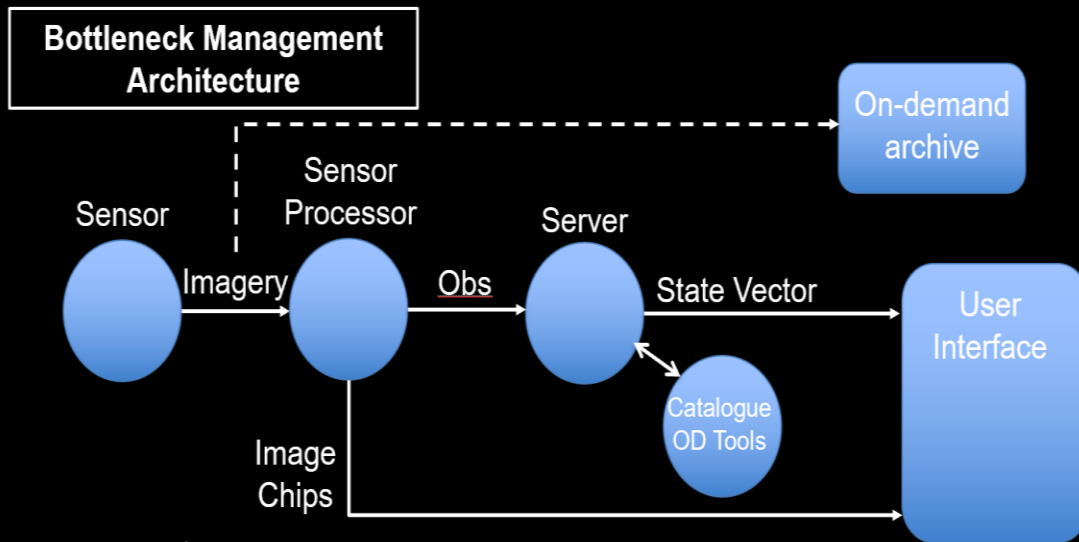 Bottleneck Management
Architecture
On-demand
archive
Sensor
Sensor
Processor
Server
Imagery
Obs
State Vector
User
Interface
Catalogue
OD Tools
Image
Chips